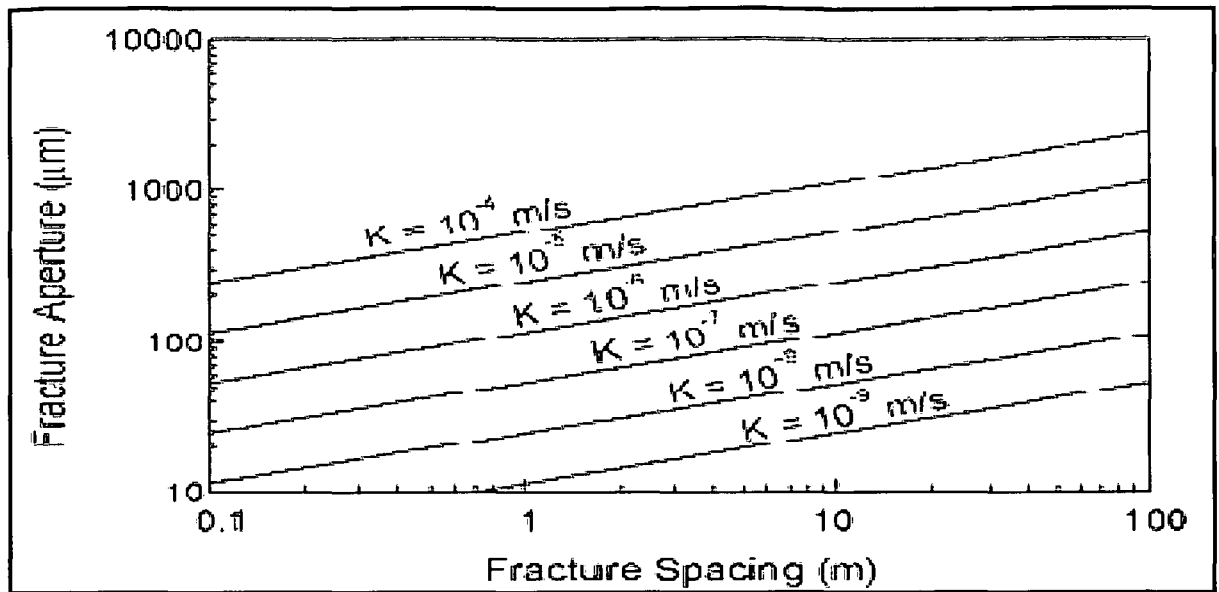 10000
1000
100
10
0.1
1
10
100
Fracture Aperture (μm)
Fracture Spacing (m)
K = 10⁻⁴ m/s
K = 10⁻⁵ m/s
K = 10⁻⁶ m/s
K = 10⁻⁷ m/s
K = 10⁻⁸ m/s
K = 10⁻⁹ m/s